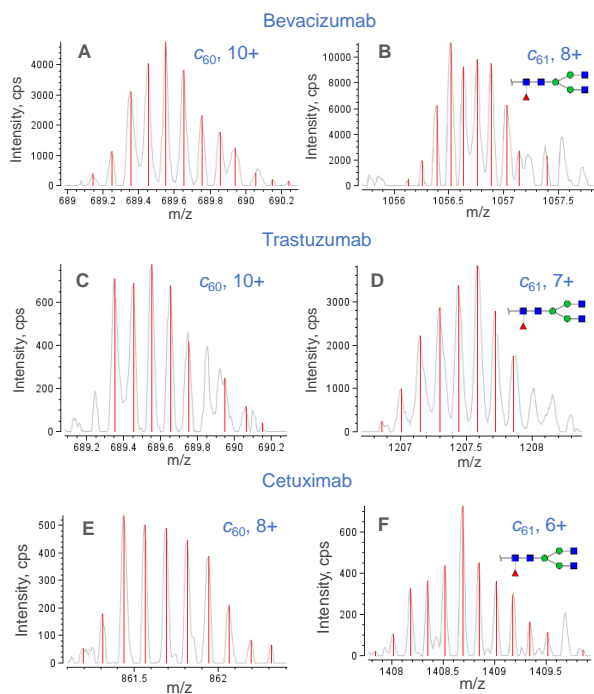 Bevacizumab
A
c60, 10+
Intensity, cps
4000
3000
2000
1000
0
689
689.2
689.4
689.6
689.8
690
690.2
m/z
B
c61, 8+
Intensity, cps
10000
8000
6000
4000
2000
0
1056
1056.5
1057
1057.5
m/z
Trastuzumab
C
c60, 10+
Intensity, cps
600
400
200
0
689.2
689.4
689.6
689.8
690
690.2
m/z
D
c61, 7+
Intensity, cps
3000
2000
1000
0
1207
1207.5
1208
m/z
Cetuximab
E
c60, 8+
Intensity, cps
500
400
300
200
100
0
861.5
862
m/z
F
c61, 6+
Intensity, cps
600
400
200
0
1408
1408.5
1409
1409.5
m/z